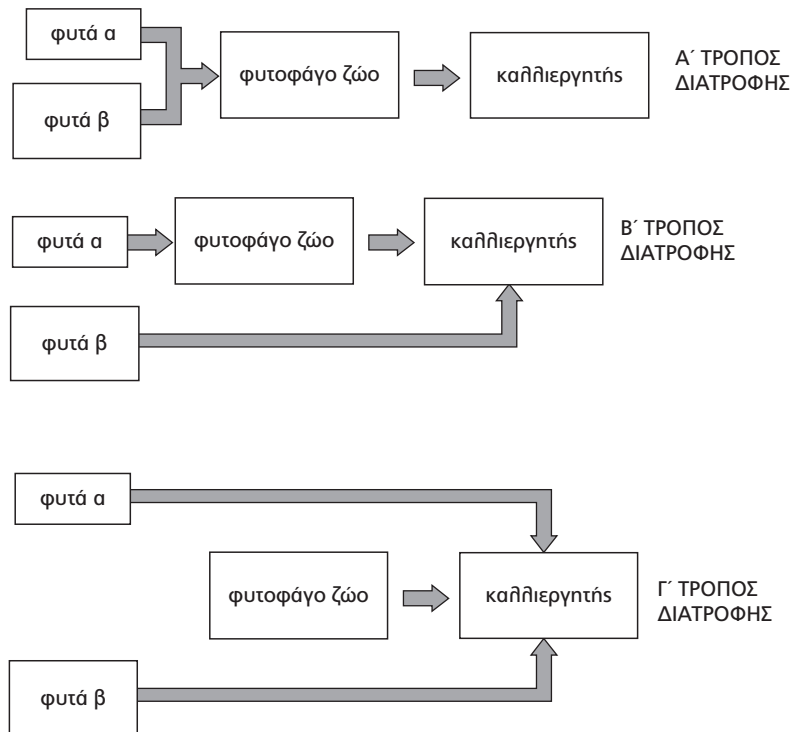 φυτά α
φυτοφάγο ζώο
καλλιεργητής
Α´ ΤΡΟΠΟΣ
ΔΙΑΤΡΟΦΗΣ
φυτά β
φυτά α
φυτοφάγο ζώο
καλλιεργητής
Β´ ΤΡΟΠΟΣ
ΔΙΑΤΡΟΦΗΣ
φυτά β
φυτά α
φυτοφάγο ζώο
καλλιεργητής
Γ´ ΤΡΟΠΟΣ
ΔΙΑΤΡΟΦΗΣ
φυτά β